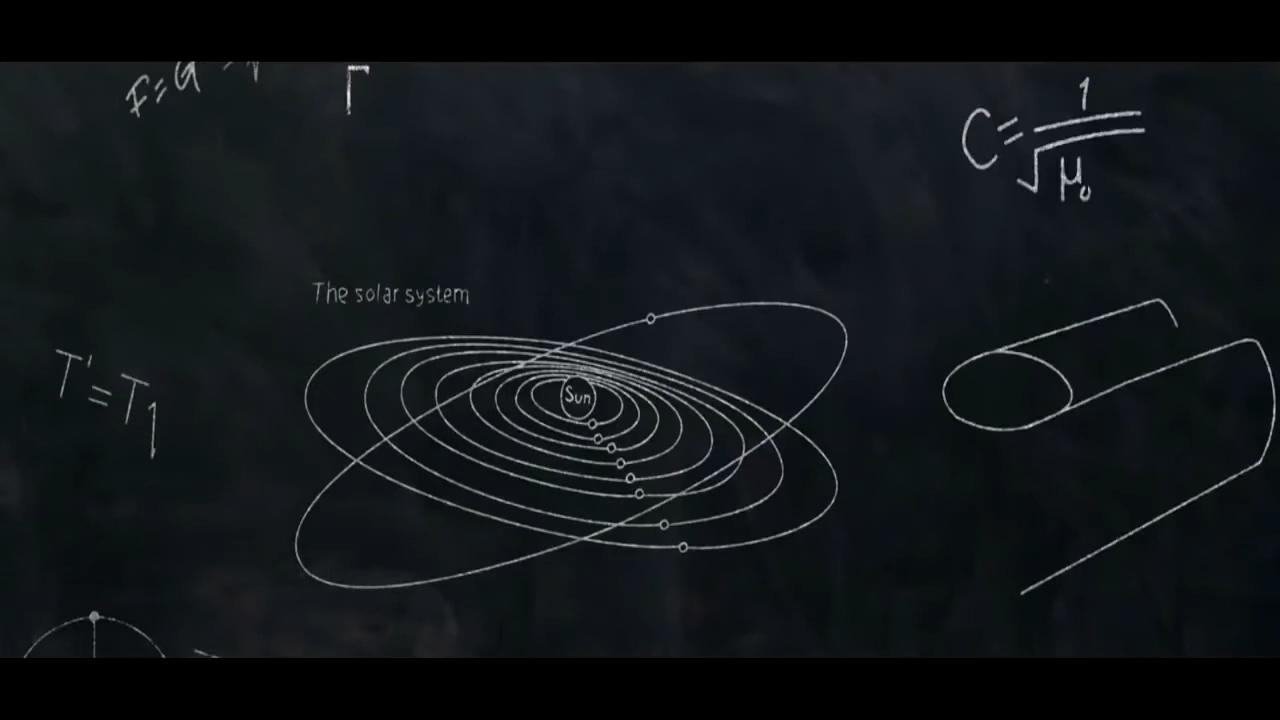 F=G
Γ
C=1/√μ₀
The solar system
Sun
T'=T₁